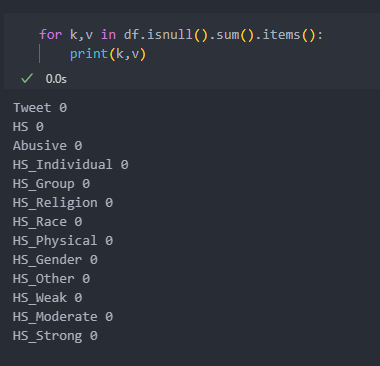 for k,v in df.isnull().sum().items():
    print(k,v)
✓ 0.0s
Tweet 0
HS 0
Abusive 0
HS_Individual 0
HS_Group 0
HS_Religion 0
HS_Race 0
HS_Physical 0
HS_Gender 0
HS_Other 0
HS_Weak 0
HS_Moderate 0
HS_Strong 0